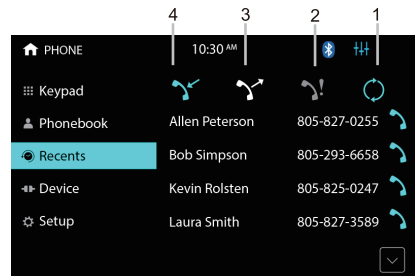 4 3 2 1
PHONE 10:30 AM
Keypad
Phonebook Allen Peterson 805-827-0255
Recents Bob Simpson 805-293-6658
Device Kevin Rolsten 805-825-0247
Setup Laura Smith 805-827-3589